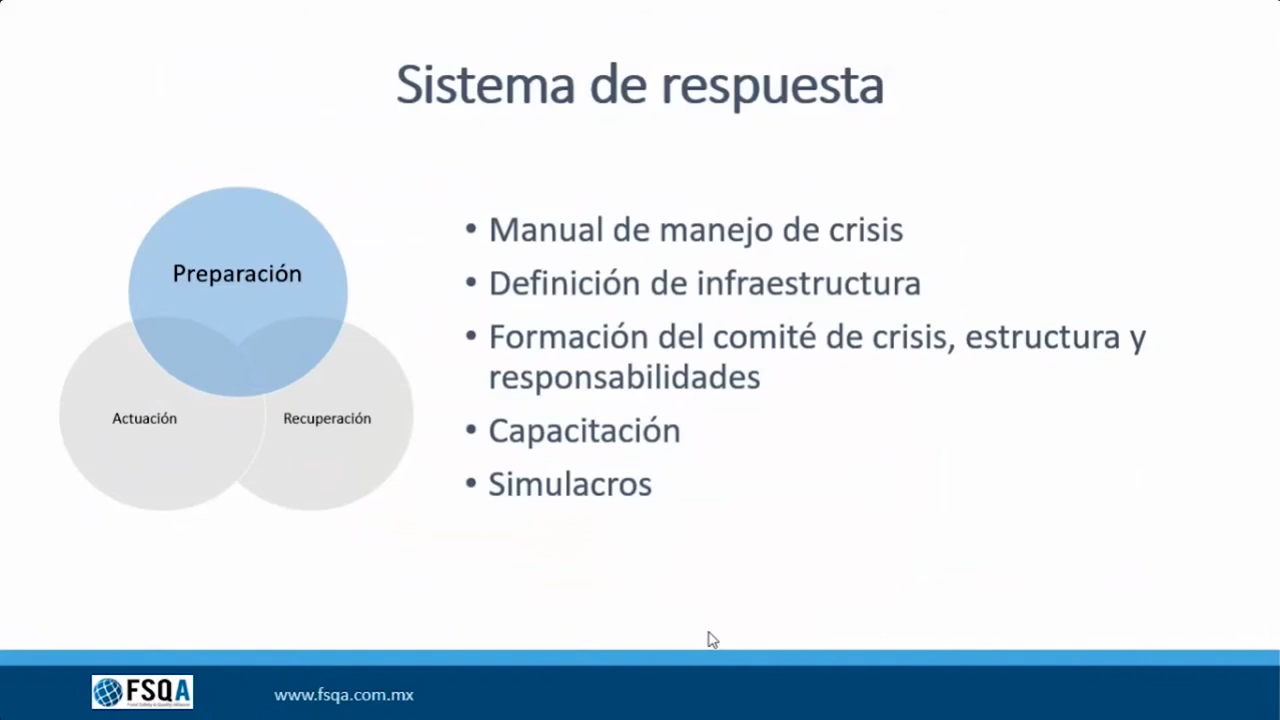 Sistema de respuesta
Preparación
Actuación
Recuperación
• Manual de manejo de crisis
• Definición de infraestructura
• Formación del comité de crisis, estructura y
responsabilidades
• Capacitación
• Simulacros
FSQA
www.fsqa.com.mx